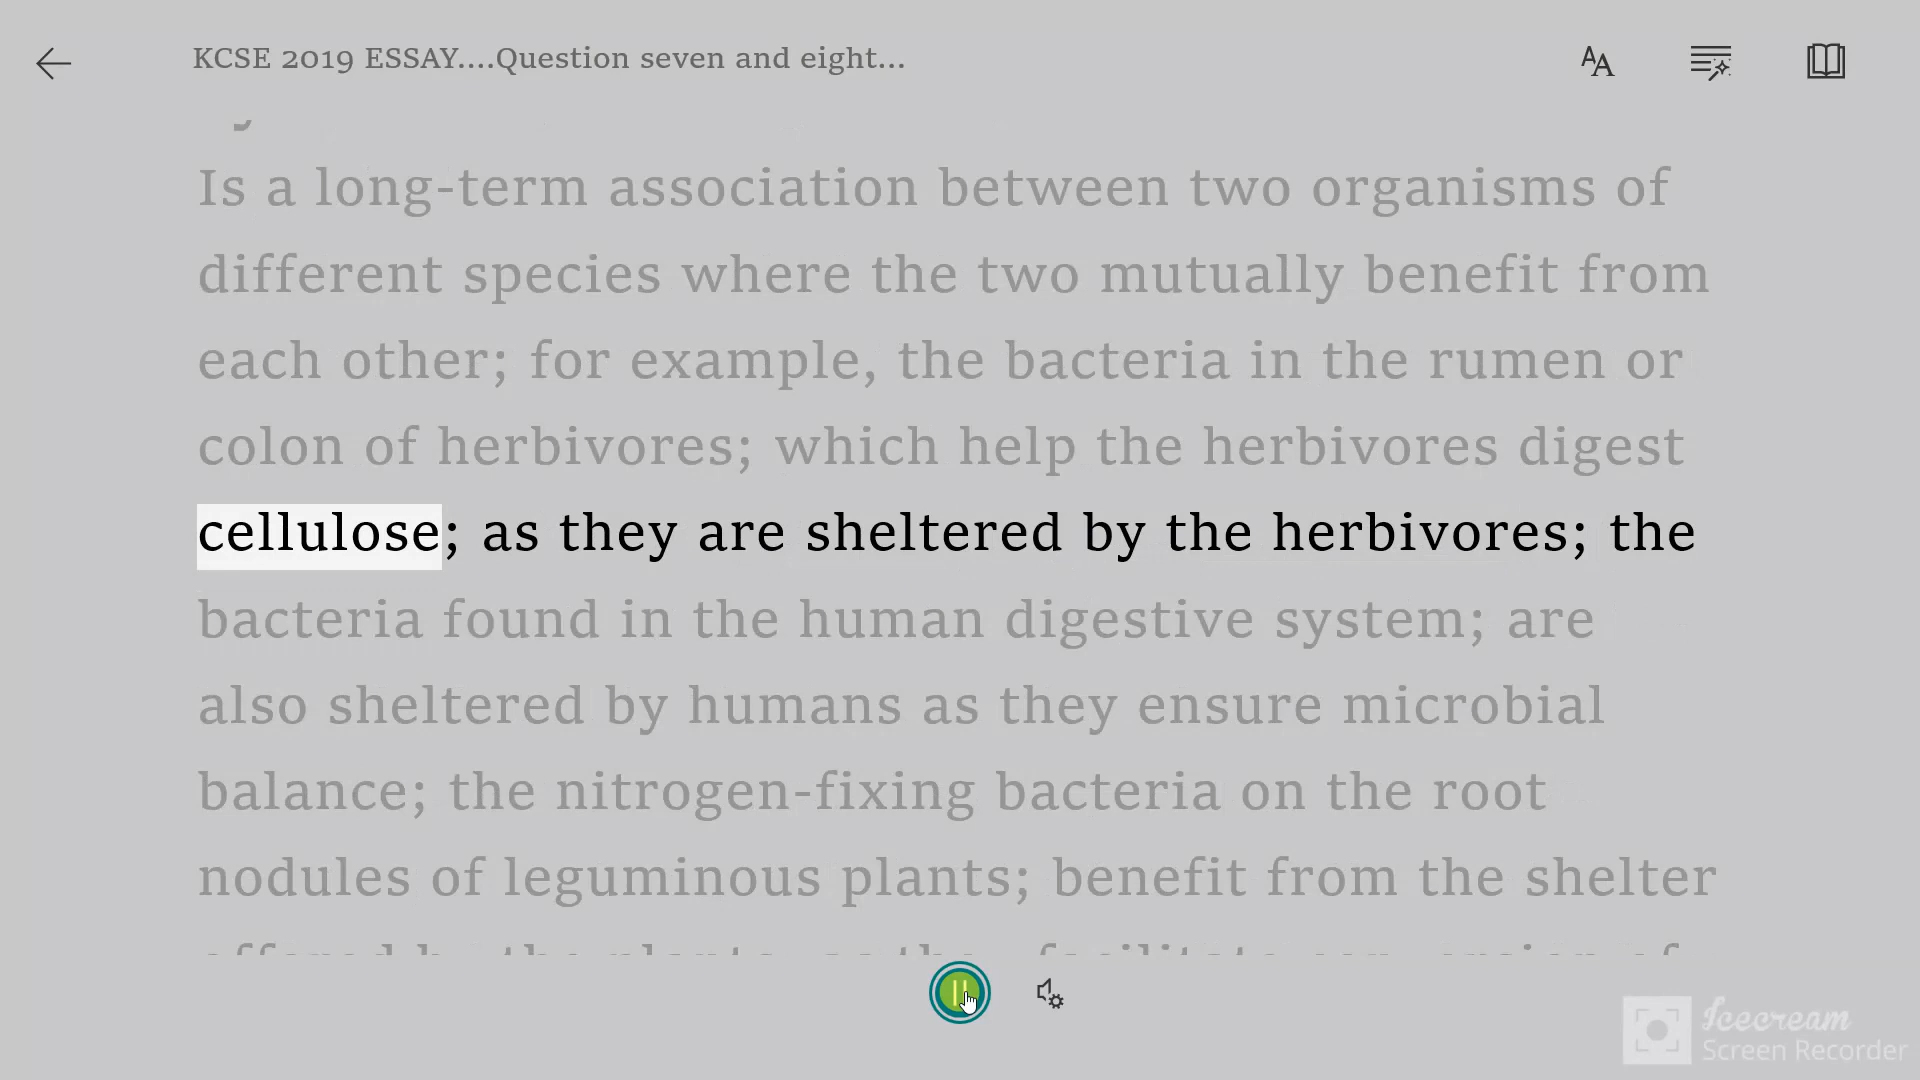 KCSE 2019 ESSAY....Question seven and eight...
Is a long-term association between two organisms of
different species where the two mutually benefit from
each other; for example, the bacteria in the rumen or
colon of herbivores; which help the herbivores digest
cellulose; as they are sheltered by the herbivores; the
bacteria found in the human digestive system; are
also sheltered by humans as they ensure microbial
balance; the nitrogen-fixing bacteria on the root
nodules of leguminous plants; benefit from the shelter
Icecream
Screen Recorder